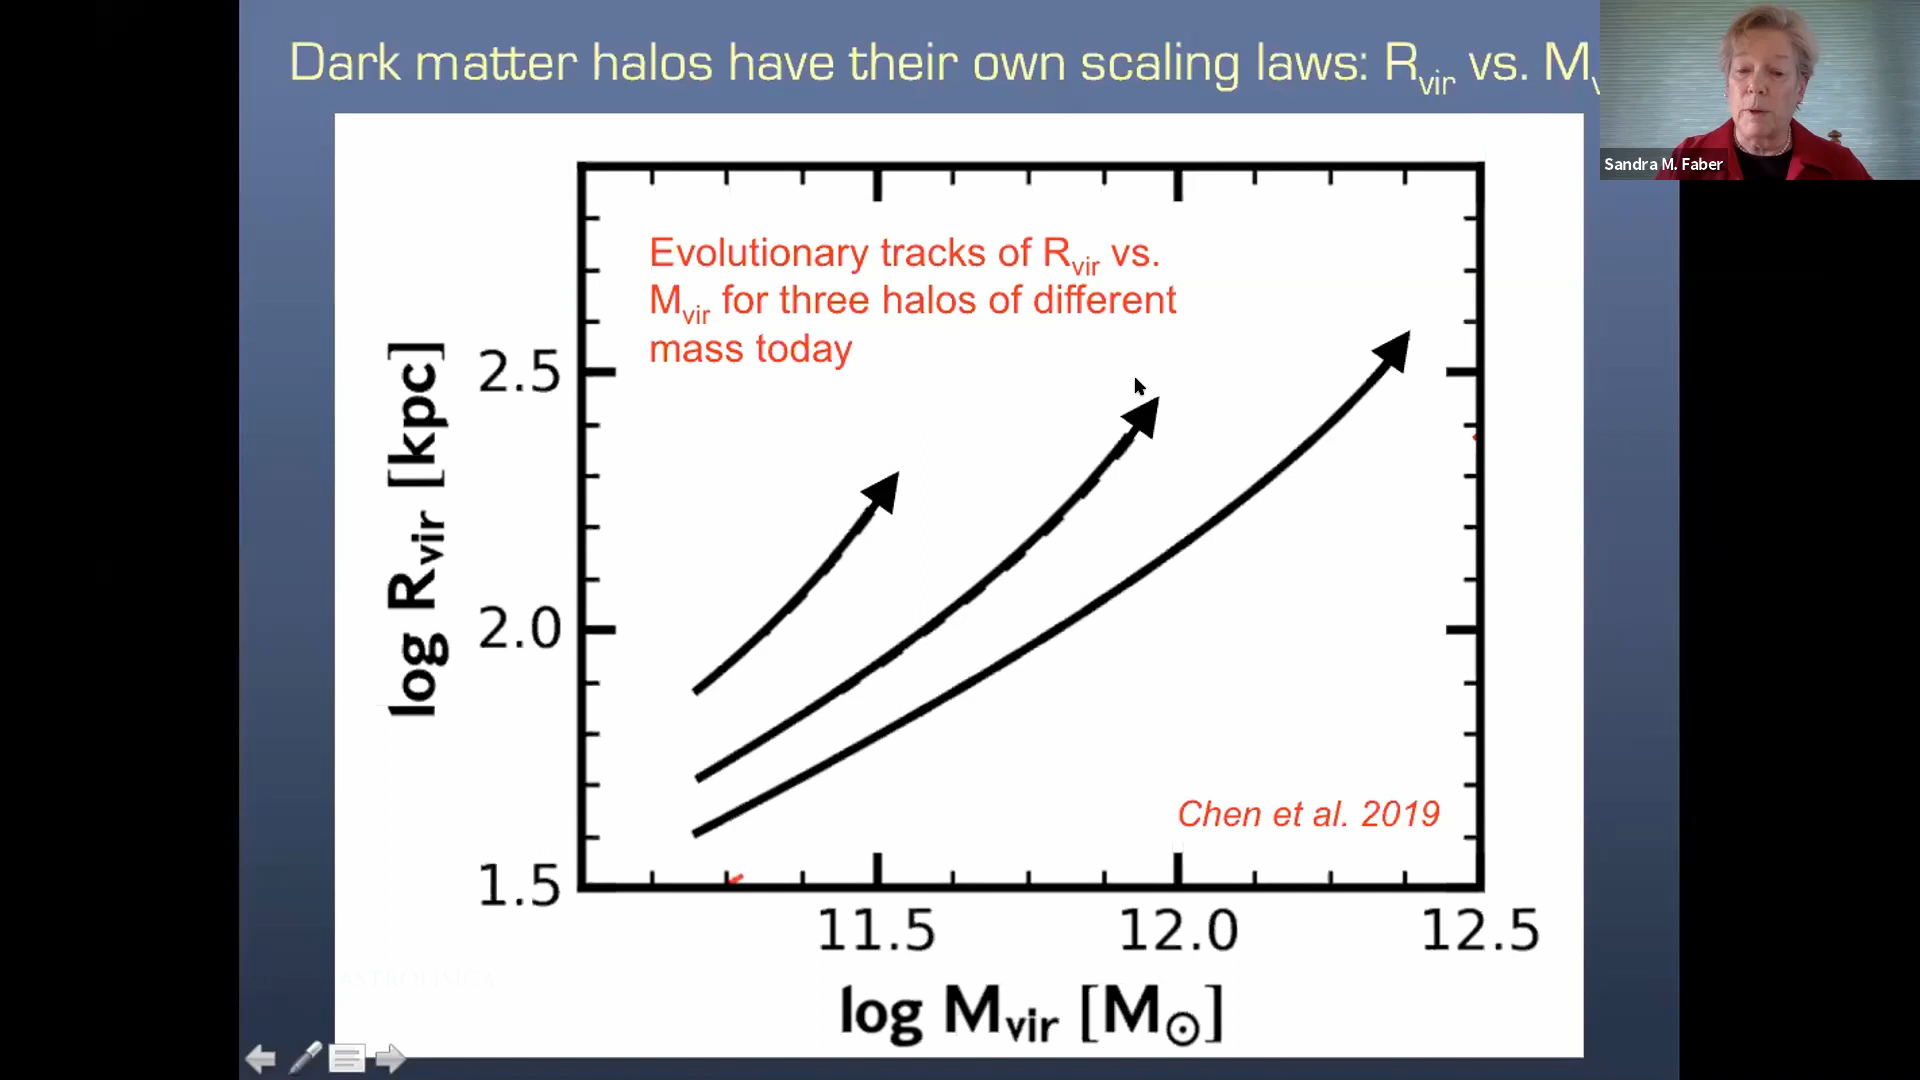 Dark matter halos have their own scaling laws: Rvir vs. M
Sandra M. Faber
Evolutionary tracks of Rvir vs.
Mvir for three halos of different
mass today
log Rvir [kpc]
2.5
2.0
1.5
Chen et al. 2019
11.5 12.0 12.5
log Mvir [M⊙]